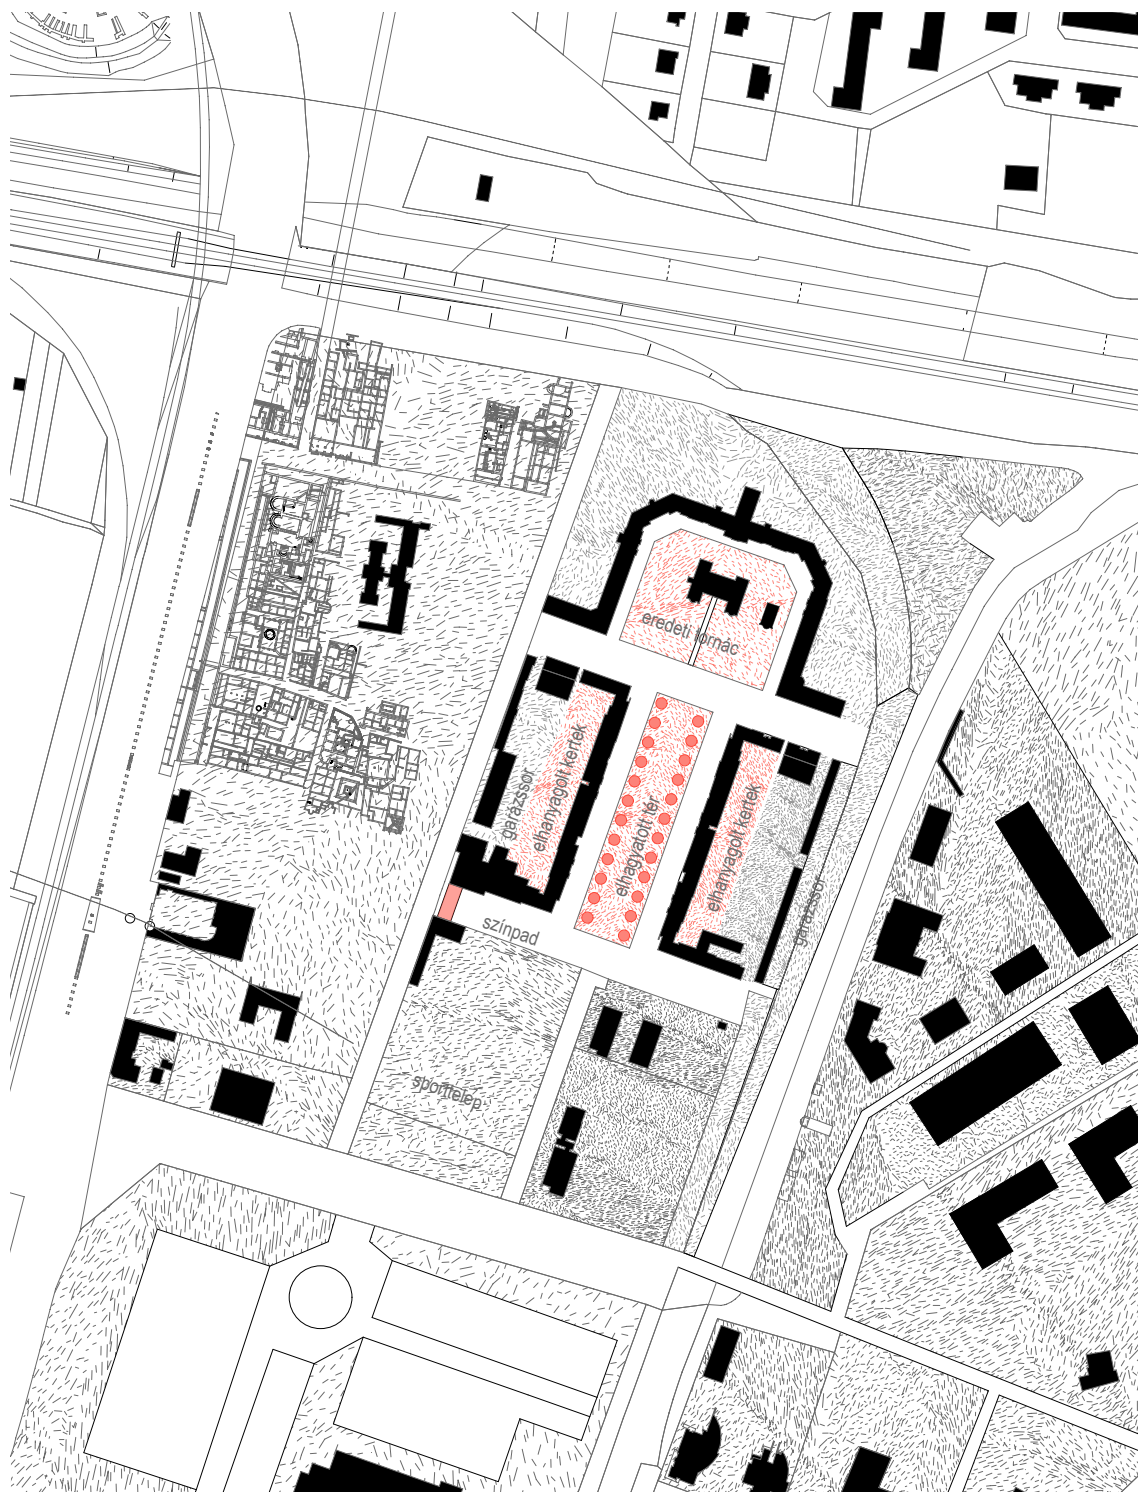 eredeti tornác
garázssor
elhanyagolt kertek
elhagyatott tér
elhanyagolt kertek
garázssor
színpad
sporttelep